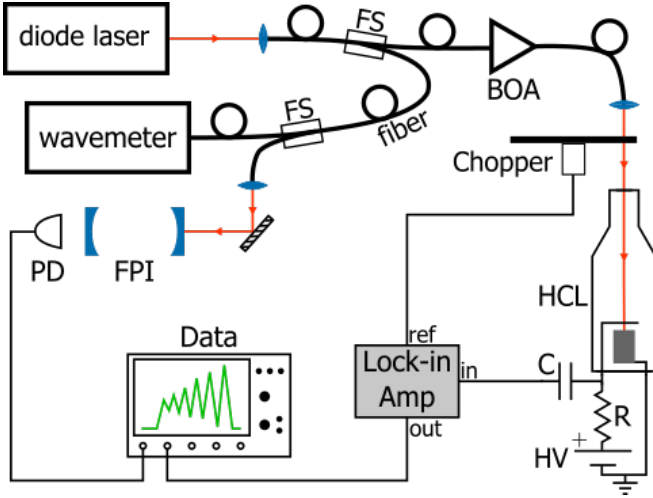 diode laser
FS
BOA
wavemeter
FS
fiber
Chopper
PD
FPI
HCL
Data
ref
Lock-in
Amp
in
out
C
R
+
HV